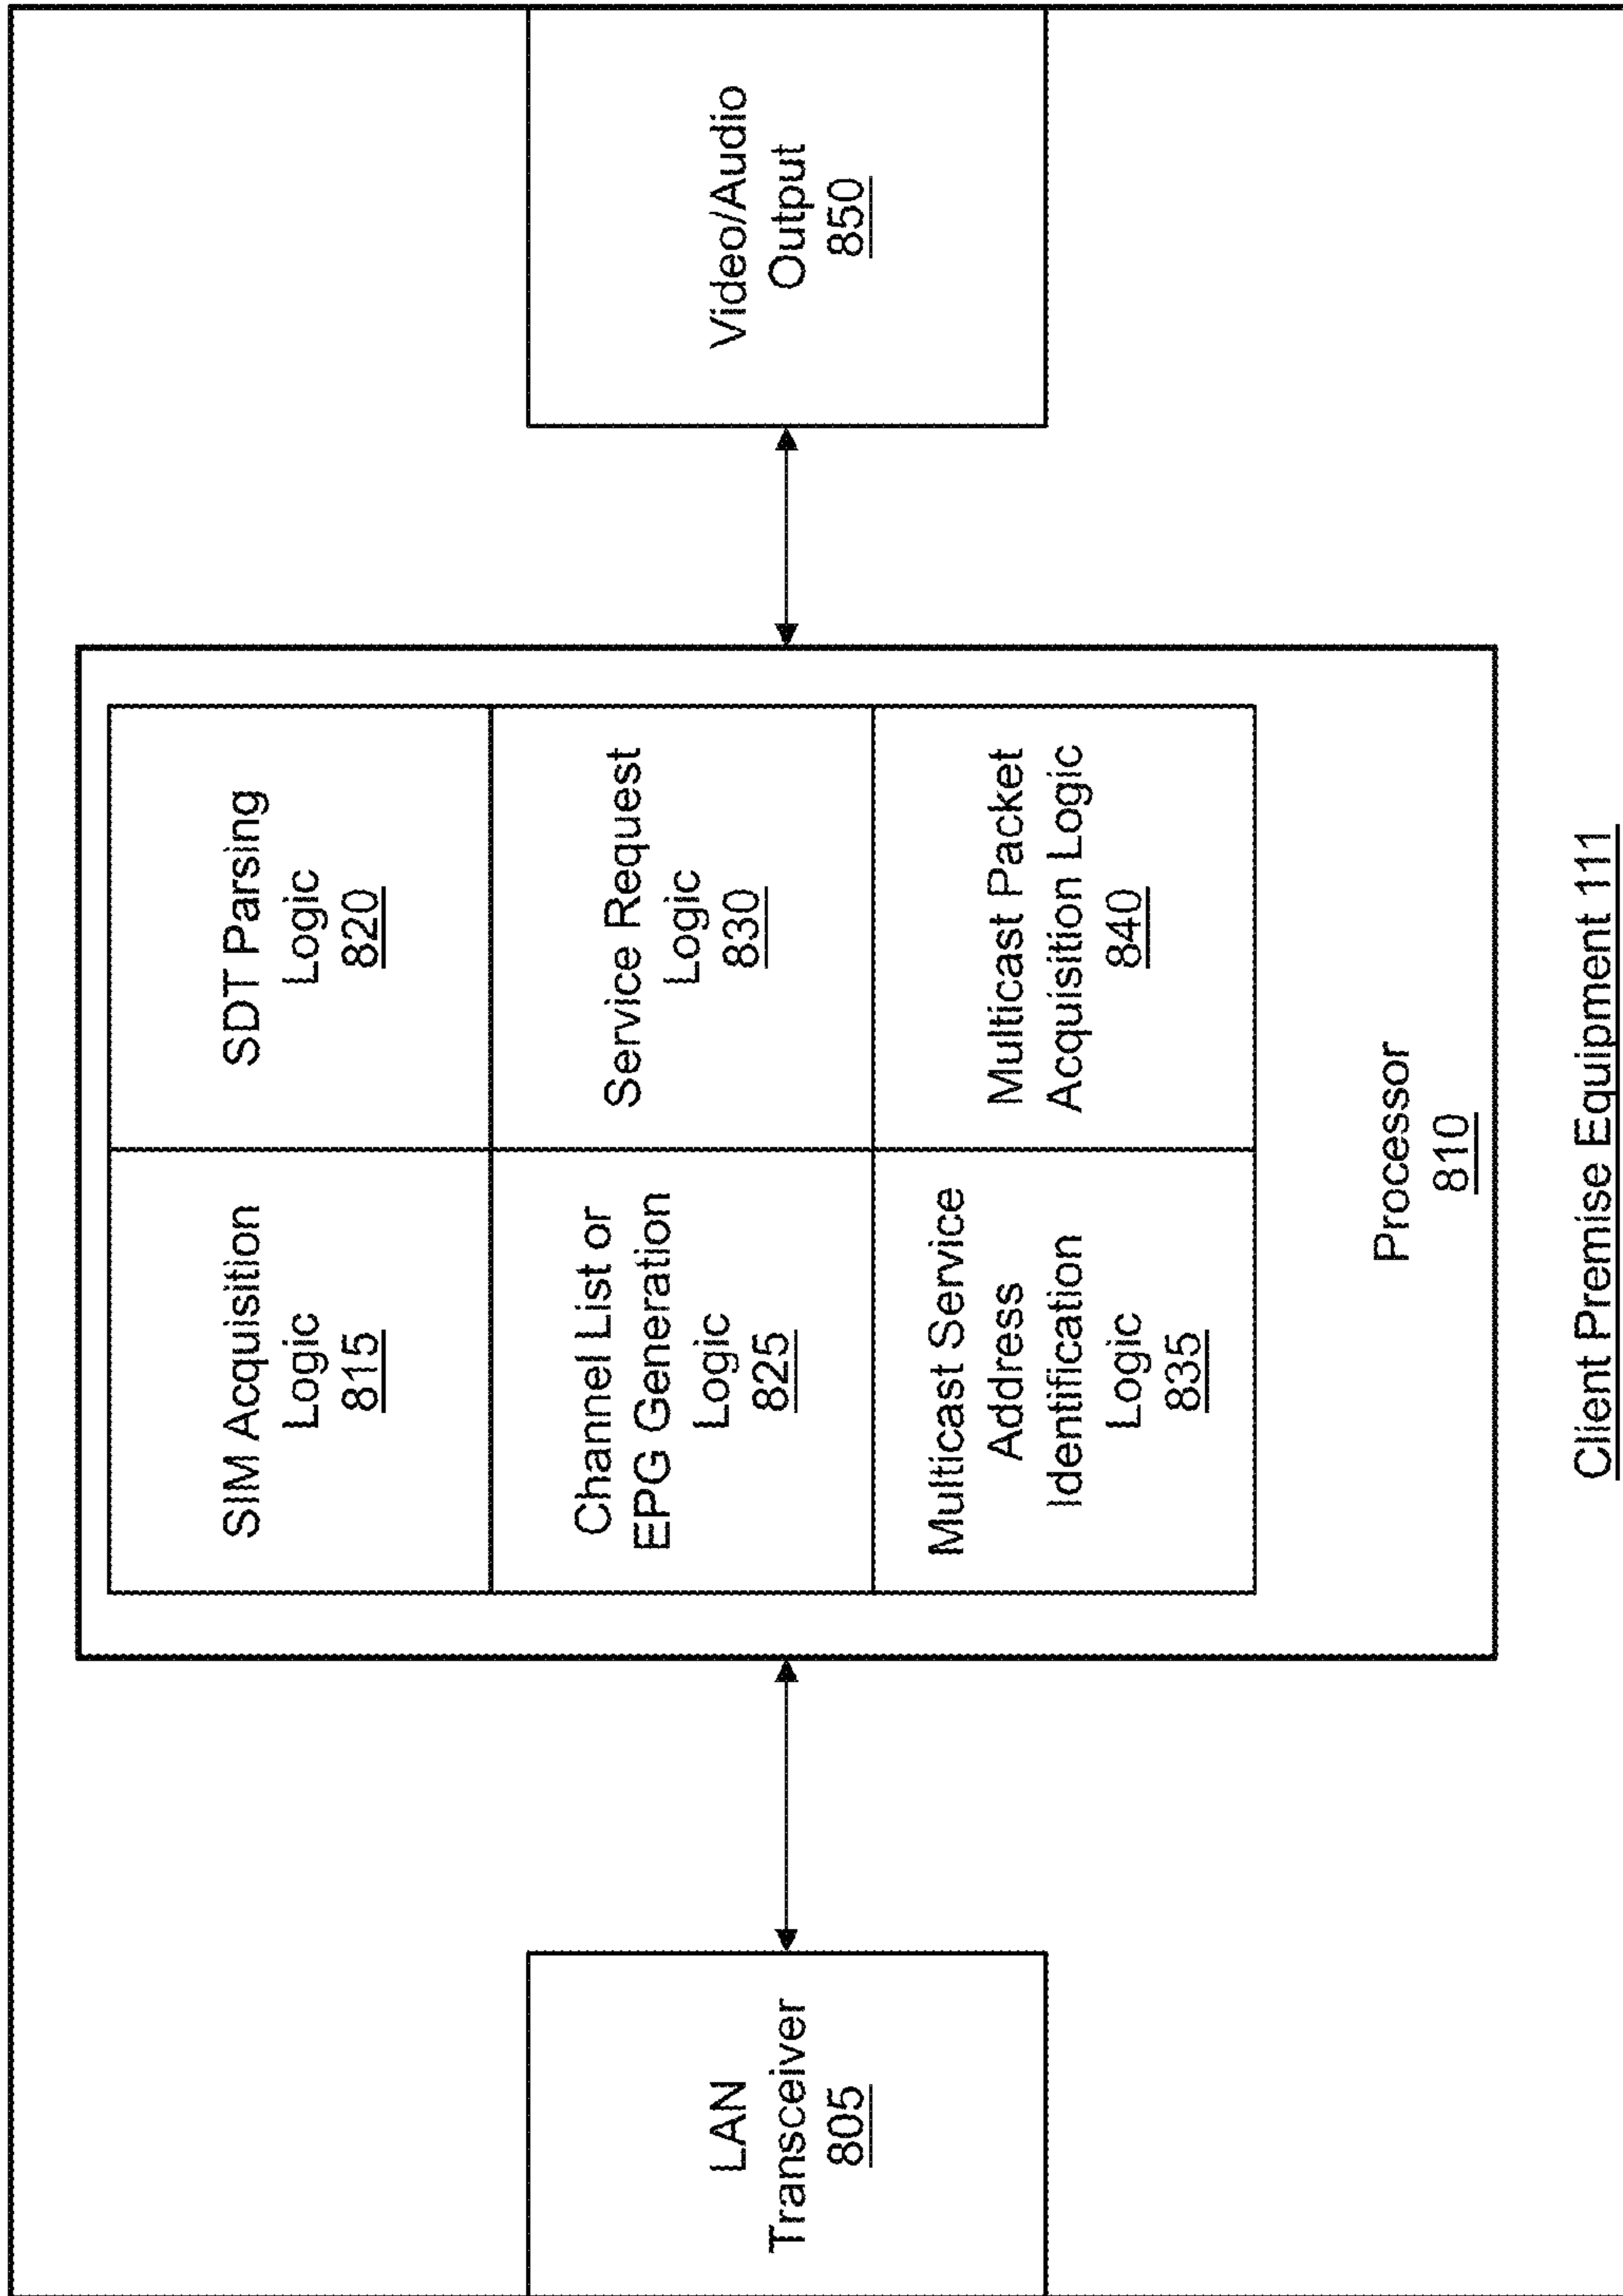 LAN
Transceiver
805
SIM Acquisition
Logic
815
SDT Parsing
Logic
820
Channel List or
EPG Generation
Logic
825
Service Request
Logic
830
Multicast Service
Address
Identification
Logic
835
Multicast Packet
Acquisition Logic
840
Processor
810
Video/Audio
Output
850
Client Premise Equipment 111